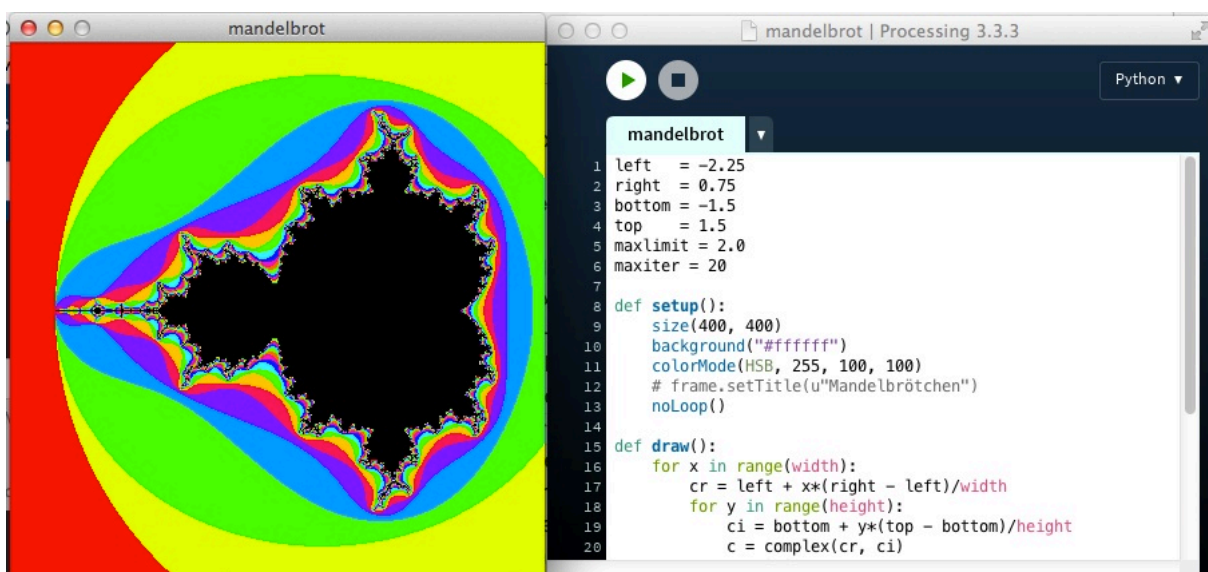 mandelbrot
mandelbrot | Processing 3.3.3
Python ▼
mandelbrot ▼
1 left   = -2.25
2 right  = 0.75
3 bottom = -1.5
4 top    = 1.5
5 maxlimit = 2.0
6 maxiter = 20
7
8 def setup():
9     size(400, 400)
10     background("#ffffff")
11     colorMode(HSB, 255, 100, 100)
12     # frame.setTitle(u"Mandelbrötchen")
13     noLoop()
14
15 def draw():
16     for x in range(width):
17         cr = left + x*(right - left)/width
18         for y in range(height):
19             ci = bottom + y*(top - bottom)/height
20             c = complex(cr, ci)